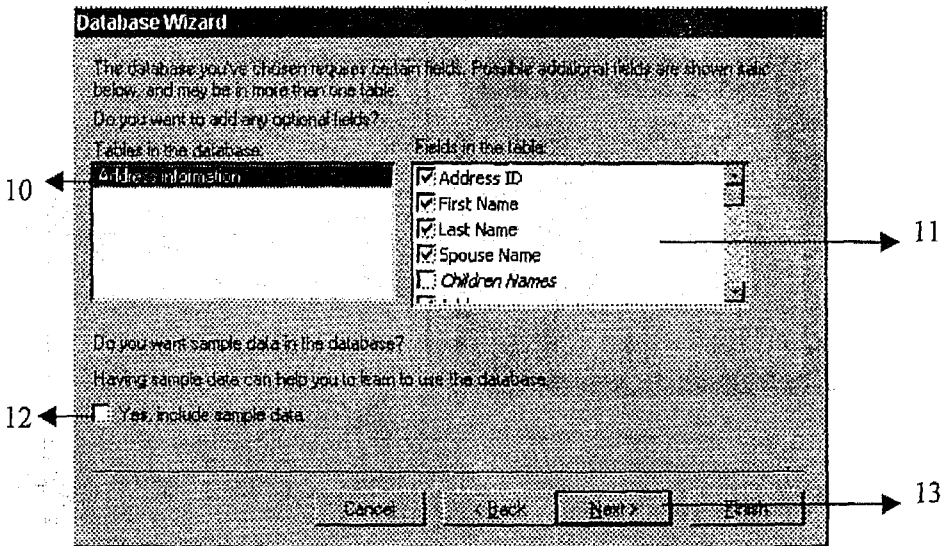 Database Wizard
The database you've chosen requires certain fields. Possible additional fields are shown italic
below, and may be in more than one table.
Do you want to add any optional fields?
Tables in the database:
Fields in the table:
10
Address information
Address ID
First Name
Last Name
Spouse Name
Children Names
11
Do you want sample data in the database?
Having sample data can help you to learn to use the database.
12
Yes, include sample data.
Cancel
< Back
Next >
Finish
13